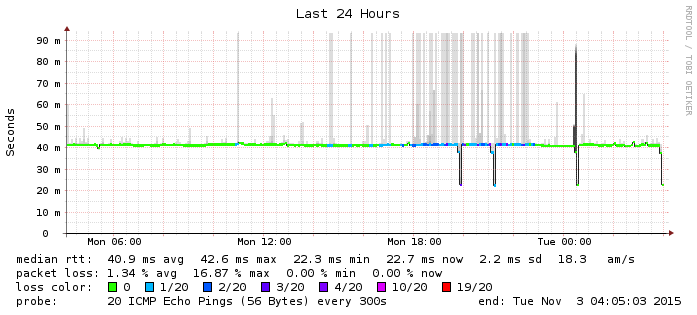 Last 24 Hours
RRDTOOL / TOBI OETIKER
Seconds
90 m
80 m
70 m
60 m
50 m
40 m
30 m
20 m
10 m
0
Mon 06:00 Mon 12:00 Mon 18:00 Tue 00:00
median rtt: 40.9 ms avg 42.6 ms max 22.3 ms min 22.7 ms now 2.2 ms sd 18.3 am/s
packet loss: 1.34 % avg 16.87 % max 0.00 % min 0.00 % now
loss color: 0 1/20 2/20 3/20 4/20 10/20 19/20
probe: 20 ICMP Echo Pings (56 Bytes) every 300s end: Tue Nov 3 04:05:03 2015